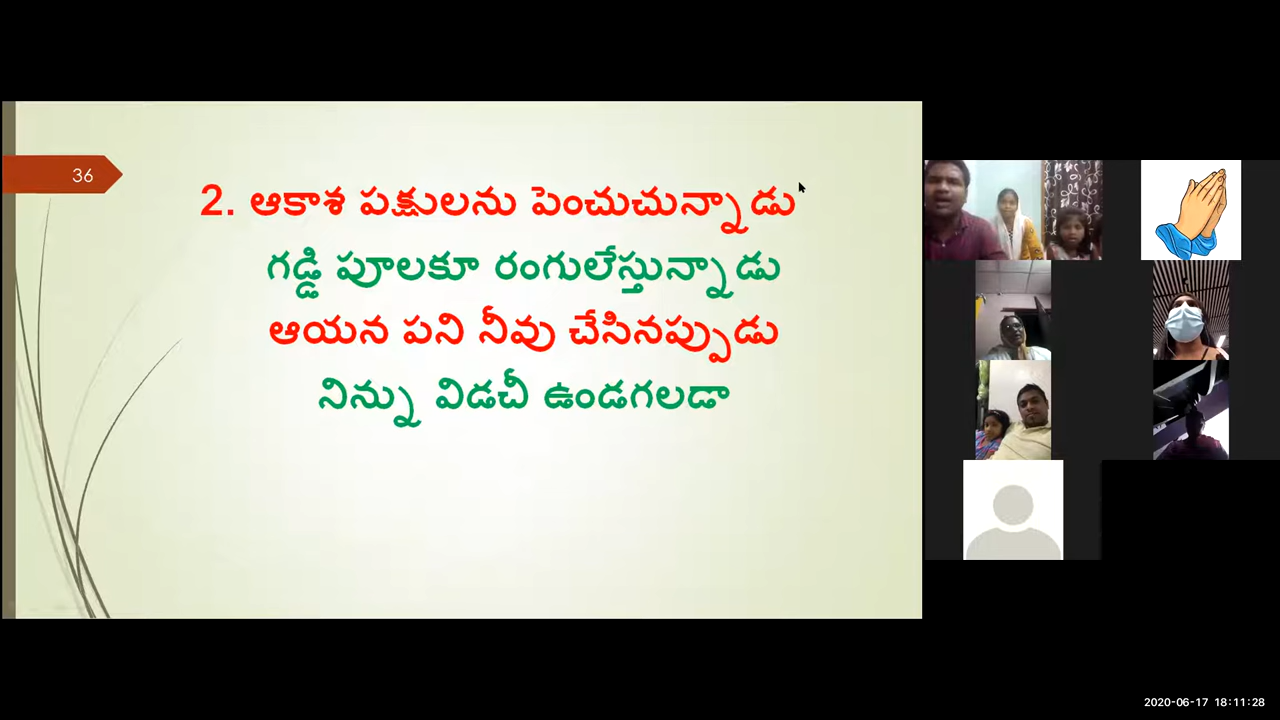 36
2. ఆకాశ పక్షులను పెంచుచున్నాడు
గడ్డి పూలకూ రంగులేస్తున్నాడు
ఆయన పని నీవు చేసినప్పుడు
నిన్ను విడచీ ఉండగలడా
2020-06-17 18:11:28